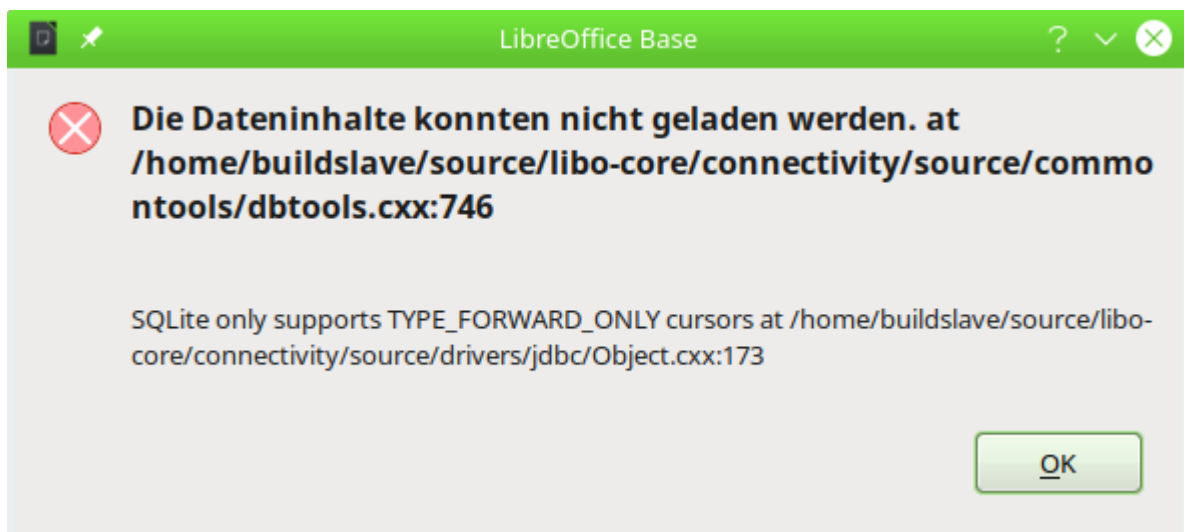 LibreOffice Base
Die Dateninhalte konnten nicht geladen werden. at
/home/buildslave/source/libo-core/connectivity/source/commo
ntools/dbtools.cxx:746
SQLite only supports TYPE_FORWARD_ONLY cursors at /home/buildslave/source/libo-
core/connectivity/source/drivers/jdbc/Object.cxx:173
OK